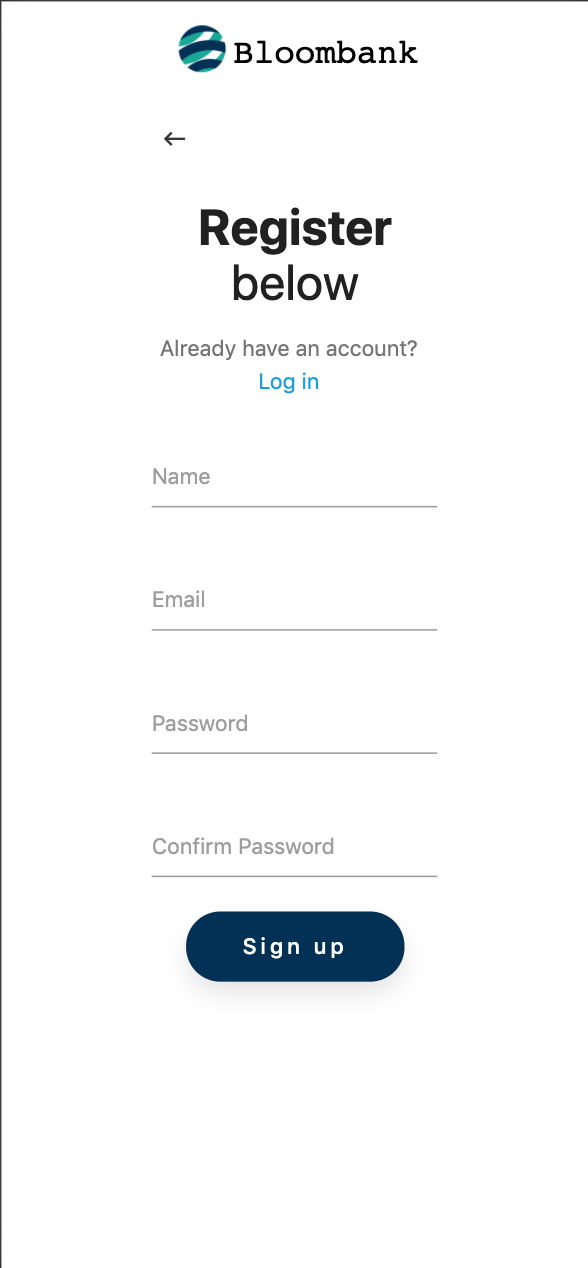 Bloombank
Register
below
Already have an account?
Log in
Name
Email
Password
Confirm Password
Sign up